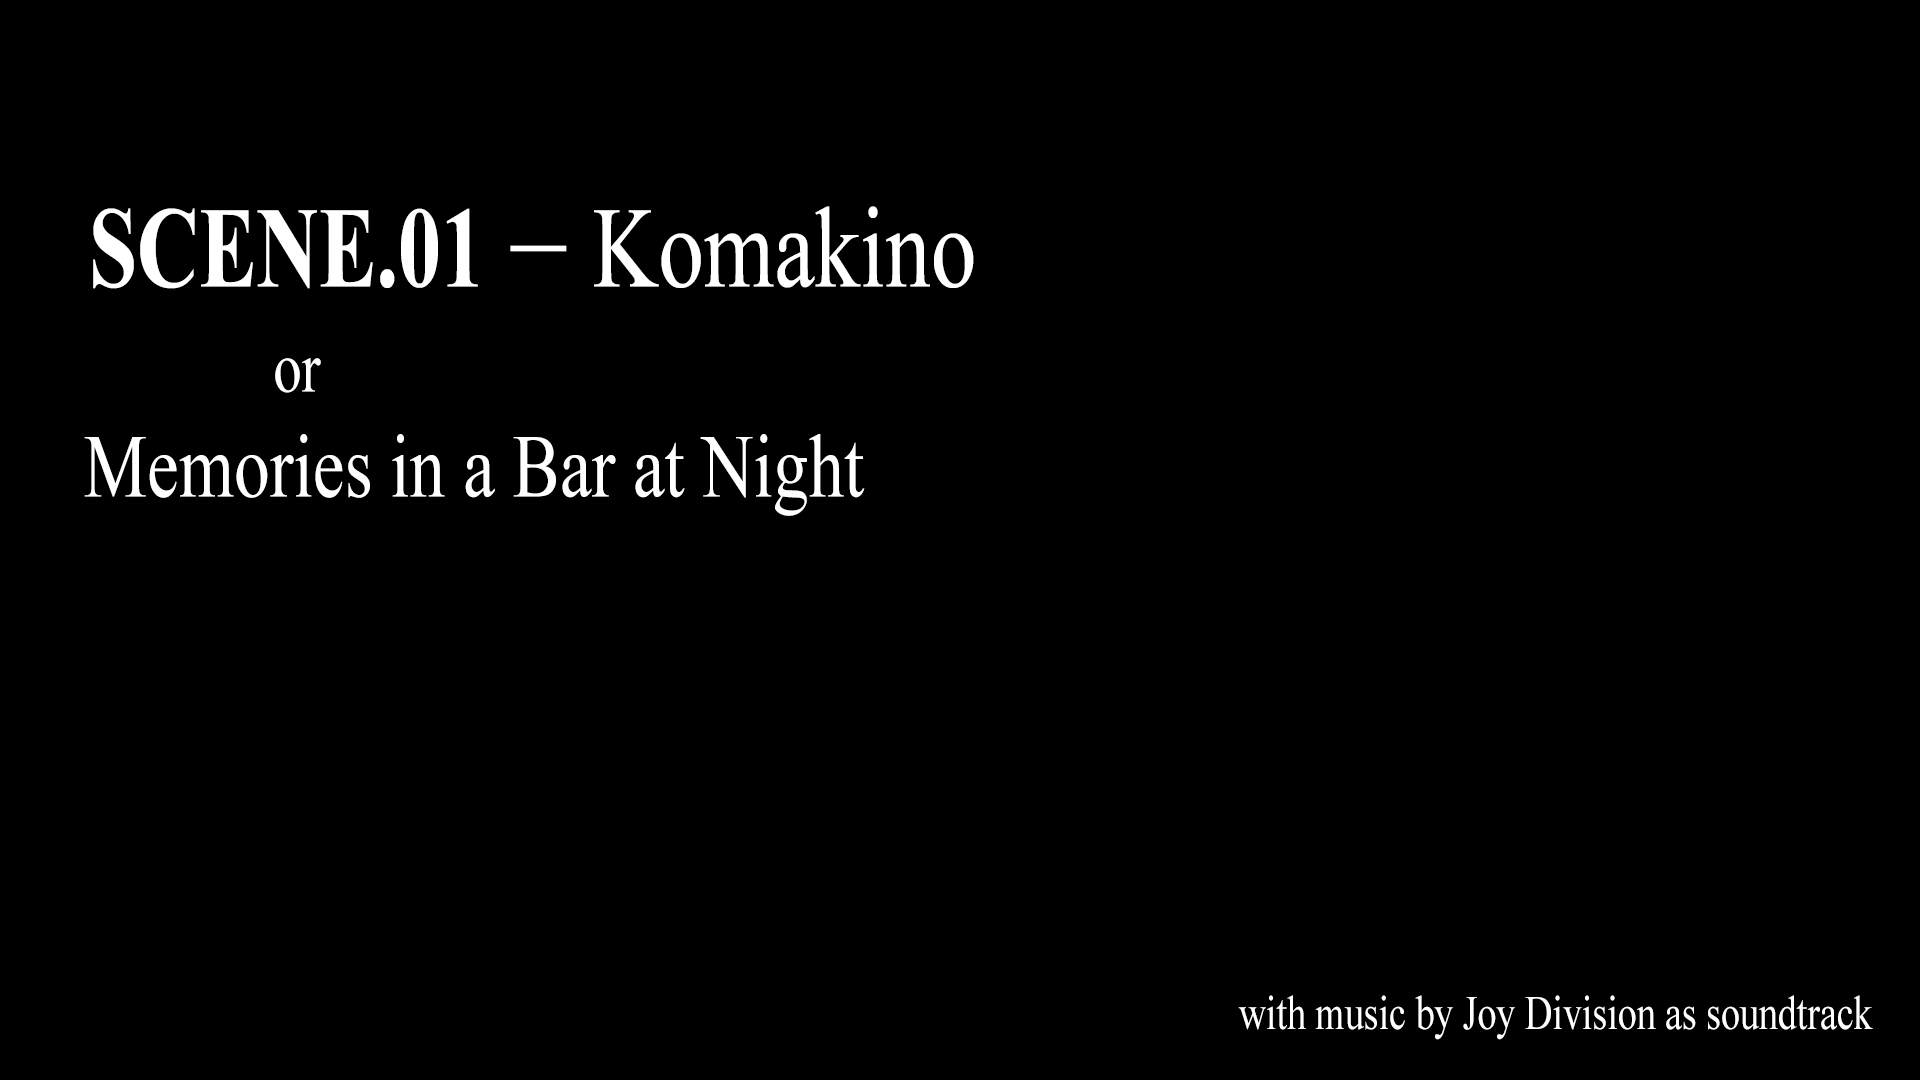 SCENE.01 – Komakino
or
Memories in a Bar at Night
with music by Joy Division as soundtrack